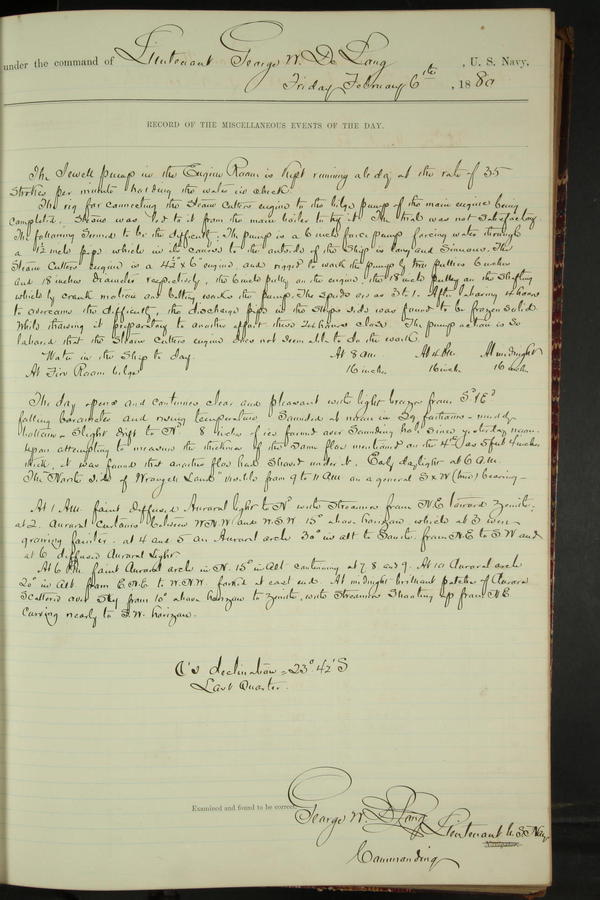 under the command of Lieutenant George W. De Long, U. S. Navy,
Friday February 6th, 1880
RECORD OF THE MISCELLANEOUS EVENTS OF THE DAY.
The Sewell pump in the Engine Room is kept running all day at the rate of 35
strokes per minute holding the water in check.
The rig for connecting the Steam Cutters engine to the bilge pump of the main engine being
completed. Steam was led to it from the main boiler to try it. The trial was not satisfactory.
The following seemed to be the difficulty: The pump is a 6 inch force pump forcing water through
a 1½ inch pipe which in its course to the outside of the Ship is long and sinuous. The
Steam Cutters engine is a 4½" x 6" engine, and rigged to work the pump by two pulleys 6 inches
and 18 inches diameter respectively, the 6 inch pulley on the engine, the 18 inch pulley on the shafting
which by crank motion and belting works the pump. The speeds are as 3 to 1. After laboring 4 hours
to overcome the difficulty, the discharge pipe in the Ships side was found to be frozen solid.
While thawing it preparatory to another effort these 24 hours close. The pump action is so
labored that the Steam Cutters engine does not seem able to do the work.
Water in the Ship to day. At 8 am. At 4 PM. At midnight
At Fire Room bilge 16 inches 16 inches 16 inches
The day opens and continues clear and pleasant with light breezes from S°&E°
falling barometer and rising temperature. Sounded at noon in 29 fathoms - muddy
bottom - Slight drift to N° 8 inches of ice formed over Sounding hole since yesterday noon.
Upon attempting to measure the thickness of the same floe mentioned on the 4th as 5 feet 4 inches
thick, it was found that another floe had shoved under it. Early daylight at 6 a.m.
The North side of "Wrangell Land" visible from 9 to 11 AM on a general S x W (true) bearing -
At 1 AM. faint diffused Auroral light to N° with Streamers from NE toward Zenith;
at 2. Auroral curtains between WNW and WSW 15° above horizon which at 3 were
growing fainter. at 4 and 5 an Auroral arch 30° in alt to South. from NE to SW and
at 6 diffused Auroral light
At 6 PM. faint Auroral arch in N. 15° in alt continuing at 7, 8 and 9. At 10 Auroral arch
20° in alt. from E.N.E. to W.N.W. forked at east end. At midnight brilliant patches of Aurora
scattered over sky from 10° above horizon to zenith, with Streamers shooting up from NE
curving nearly to S.W. horizon.
☾'s declination = 23° 42' S
Last Quarter.
Examined and found to be correct.
George W. De Long Lieutenant U.S. Navy
Navigator.
Commanding